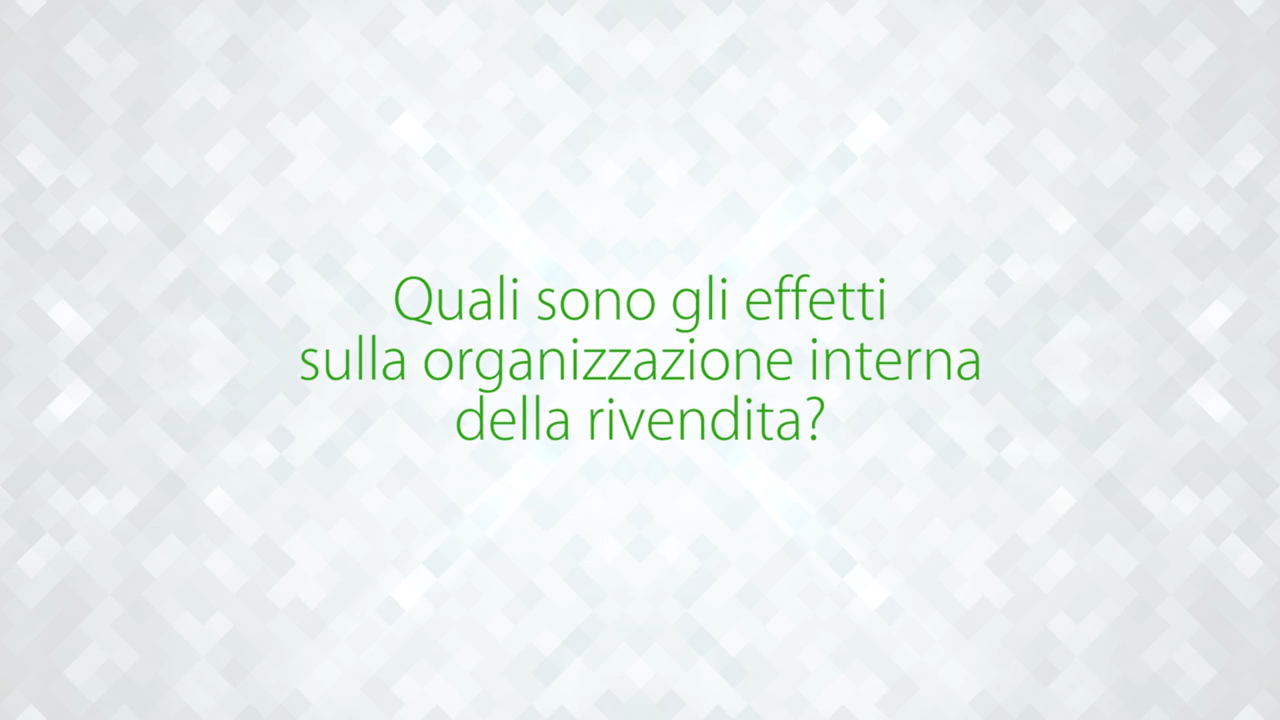 Quali sono gli effetti
sulla organizzazione interna
della rivendita?